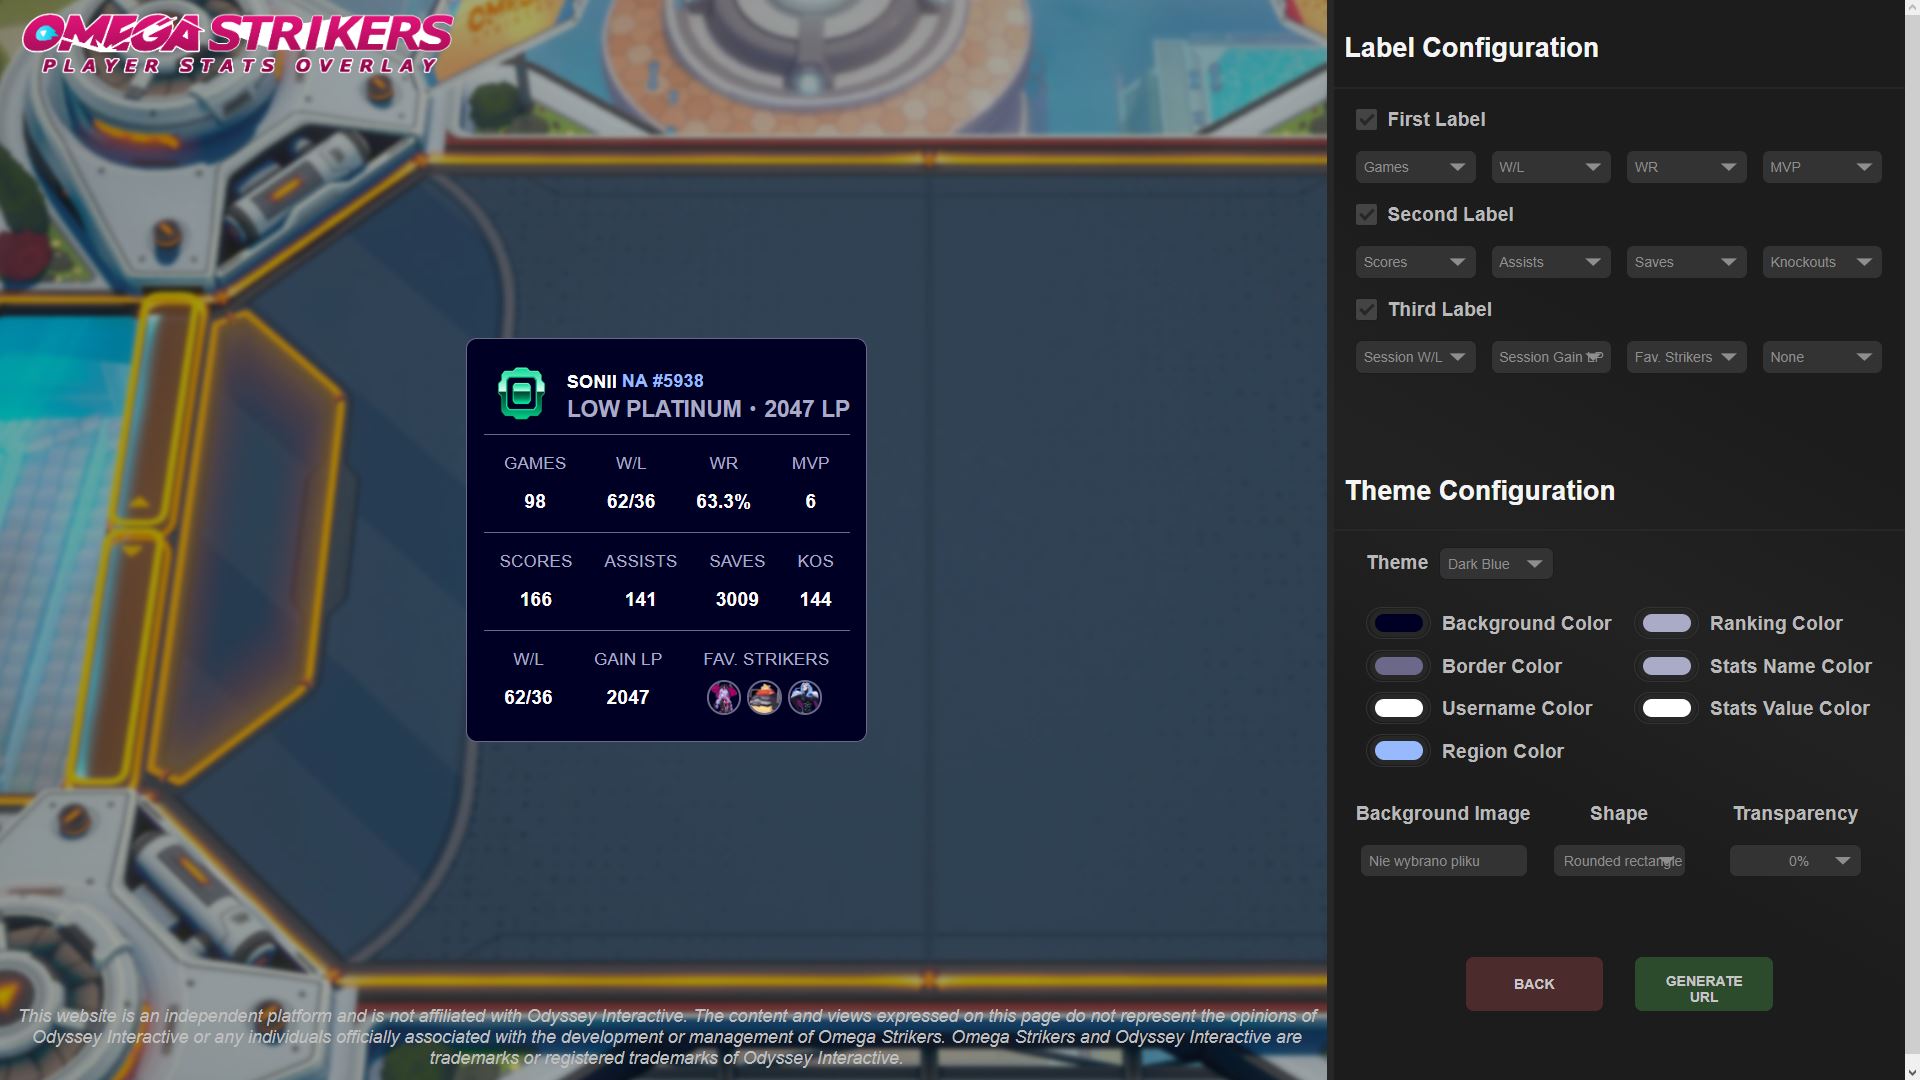 OMEGA STRIKERS
PLAYER STATS OVERLAY
OMEGA
SONII NA #5938
LOW PLATINUM • 2047 LP
GAMES W/L WR MVP
98 62/36 63.3% 6
SCORES ASSISTS SAVES KOS
166 141 3009 144
W/L GAIN LP FAV. STRIKERS
62/36 2047
This website is an independent platform and is not affiliated with Odyssey Interactive. The content and views expressed on this page do not represent the opinions of
Odyssey Interactive or any individuals officially associated with the development or management of Omega Strikers. Omega Strikers and Odyssey Interactive are
trademarks or registered trademarks of Odyssey Interactive.
Label Configuration
First Label
Games W/L WR MVP
Second Label
Scores Assists Saves Knockouts
Third Label
Session W/L Session Gain LP Fav. Strikers None
Theme Configuration
Theme Dark Blue
Background Color Ranking Color
Border Color Stats Name Color
Username Color Stats Value Color
Region Color
Background Image Shape Transparency
Nie wybrano pliku Rounded rectangle 0%
BACK
GENERATE
URL